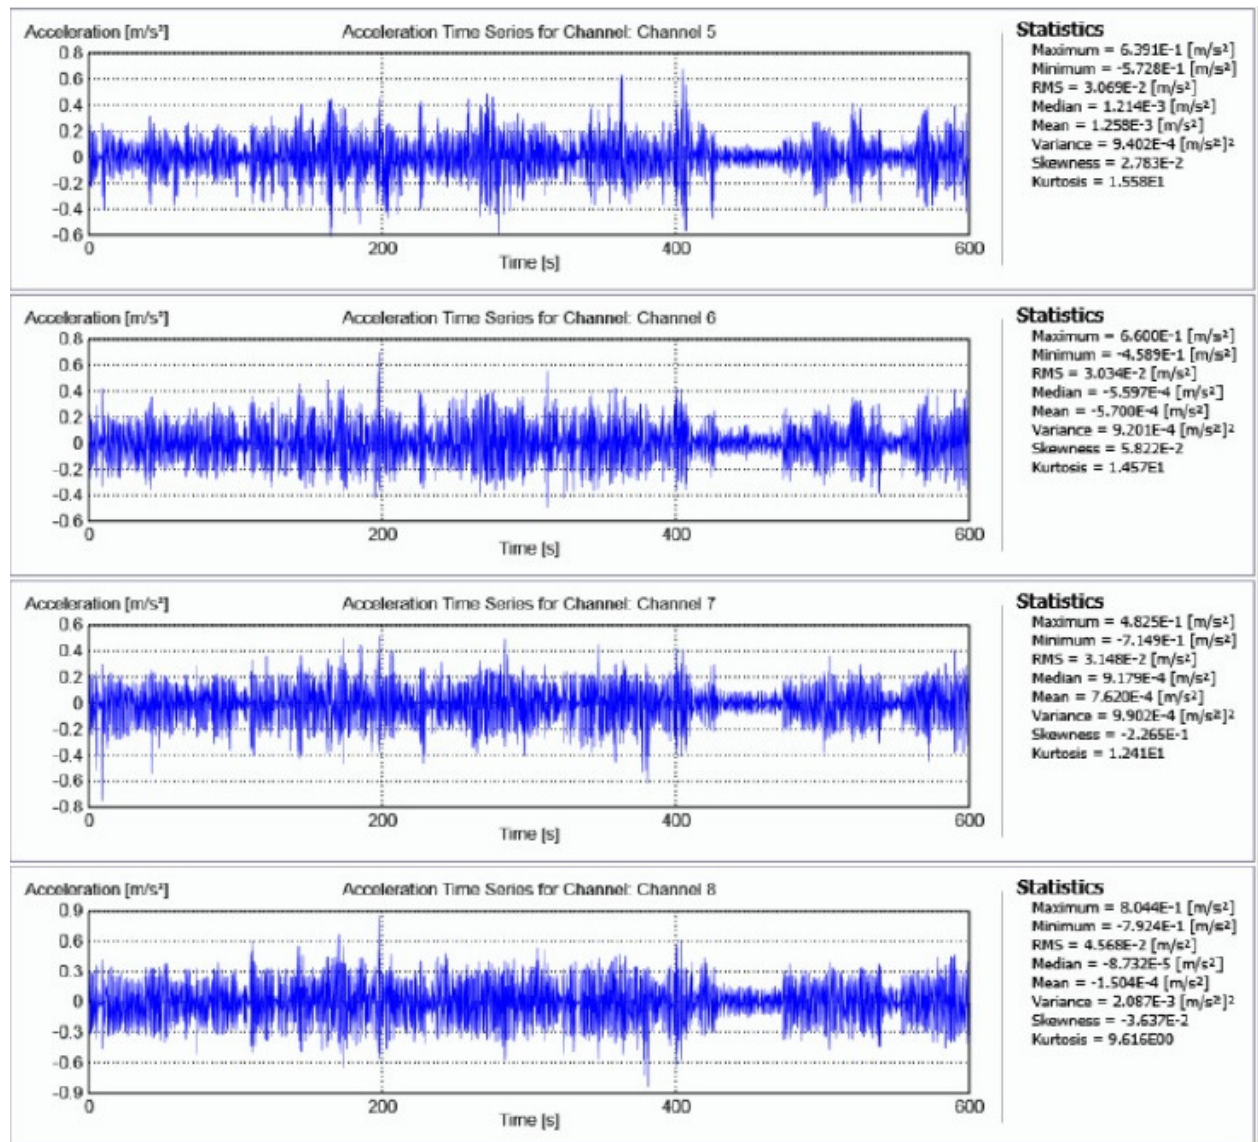 Acceleration [m/s²] Acceleration Time Series for Channel: Channel 5
0.8
0.6
0.4
0.2
0
-0.2
-0.4
-0.6
0 200 400 600
Time [s]
Statistics
Maximum = 6.391E-1 [m/s²]
Minimum = -5.728E-1 [m/s²]
RMS = 3.069E-2 [m/s²]
Median = 1.214E-3 [m/s²]
Mean = 1.258E-3 [m/s²]
Variance = 9.402E-4 [m/s²]²
Skewness = 2.783E-2
Kurtosis = 1.558E1
Acceleration [m/s²] Acceleration Time Series for Channel: Channel 6
0.8
0.6
0.4
0.2
0
-0.2
-0.4
-0.6
0 200 400 600
Time [s]
Statistics
Maximum = 6.600E-1 [m/s²]
Minimum = -4.589E-1 [m/s²]
RMS = 3.034E-2 [m/s²]
Median = -5.597E-4 [m/s²]
Mean = -5.700E-4 [m/s²]
Variance = 9.201E-4 [m/s²]²
Skewness = 5.822E-2
Kurtosis = 1.457E1
Acceleration [m/s²] Acceleration Time Series for Channel: Channel 7
0.6
0.4
0.2
0
-0.2
-0.4
-0.6
-0.8
0 200 400 600
Time [s]
Statistics
Maximum = 4.825E-1 [m/s²]
Minimum = -7.149E-1 [m/s²]
RMS = 3.148E-2 [m/s²]
Median = 9.179E-4 [m/s²]
Mean = 7.620E-4 [m/s²]
Variance = 9.902E-4 [m/s²]²
Skewness = -2.265E-1
Kurtosis = 1.241E1
Acceleration [m/s²] Acceleration Time Series for Channel: Channel 8
0.9
0.6
0.3
0
-0.3
-0.6
-0.9
0 200 400 600
Time [s]
Statistics
Maximum = 8.044E-1 [m/s²]
Minimum = -7.924E-1 [m/s²]
RMS = 4.568E-2 [m/s²]
Median = -8.732E-5 [m/s²]
Mean = -1.504E-4 [m/s²]
Variance = 2.087E-3 [m/s²]²
Skewness = -3.637E-2
Kurtosis = 9.616E00